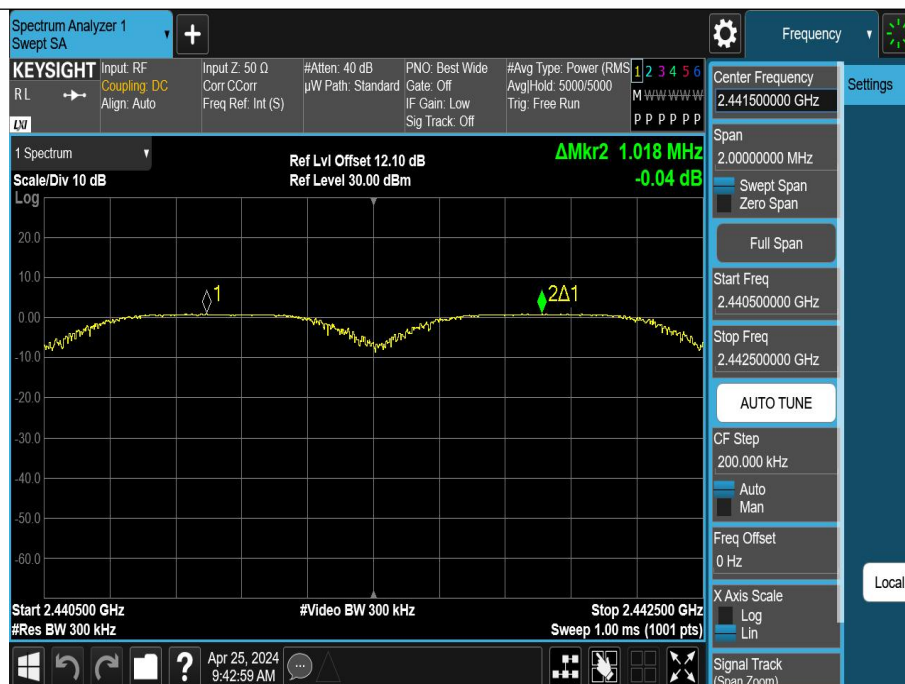 Spectrum Analyzer 1
Swept SA
Frequency
KEYSIGHT
RL
LXI
Input: RF
Coupling: DC
Align: Auto
Input Z: 50 Ω
Corr CCorr
Freq Ref: Int (S)
#Atten: 40 dB
µW Path: Standard
PNO: Best Wide
Gate: Off
IF Gain: Low
Sig Track: Off
#Avg Type: Power (RMS
Avg|Hold: 5000/5000
Trig: Free Run
1 2 3 4 5 6
M W W W W W
P P P P P P
Center Frequency
2.441500000 GHz
Settings
Span
2.00000000 MHz
Swept Span
Zero Span
Full Span
Start Freq
2.440500000 GHz
Stop Freq
2.442500000 GHz
AUTO TUNE
CF Step
200.000 kHz
Auto
Man
Freq Offset
0 Hz
Local
X Axis Scale
Log
Lin
Signal Track
(Span Zoom)
1 Spectrum
Scale/Div 10 dB
Log
Ref Lvl Offset 12.10 dB
Ref Level 30.00 dBm
ΔMkr2 1.018 MHz
-0.04 dB
20.0
10.0
0.00
-10.0
-20.0
-30.0
-40.0
-50.0
-60.0
1
2Δ1
Start 2.440500 GHz
#Res BW 300 kHz
#Video BW 300 kHz
Stop 2.442500 GHz
Sweep 1.00 ms (1001 pts)
?
Apr 25, 2024
9:42:59 AM